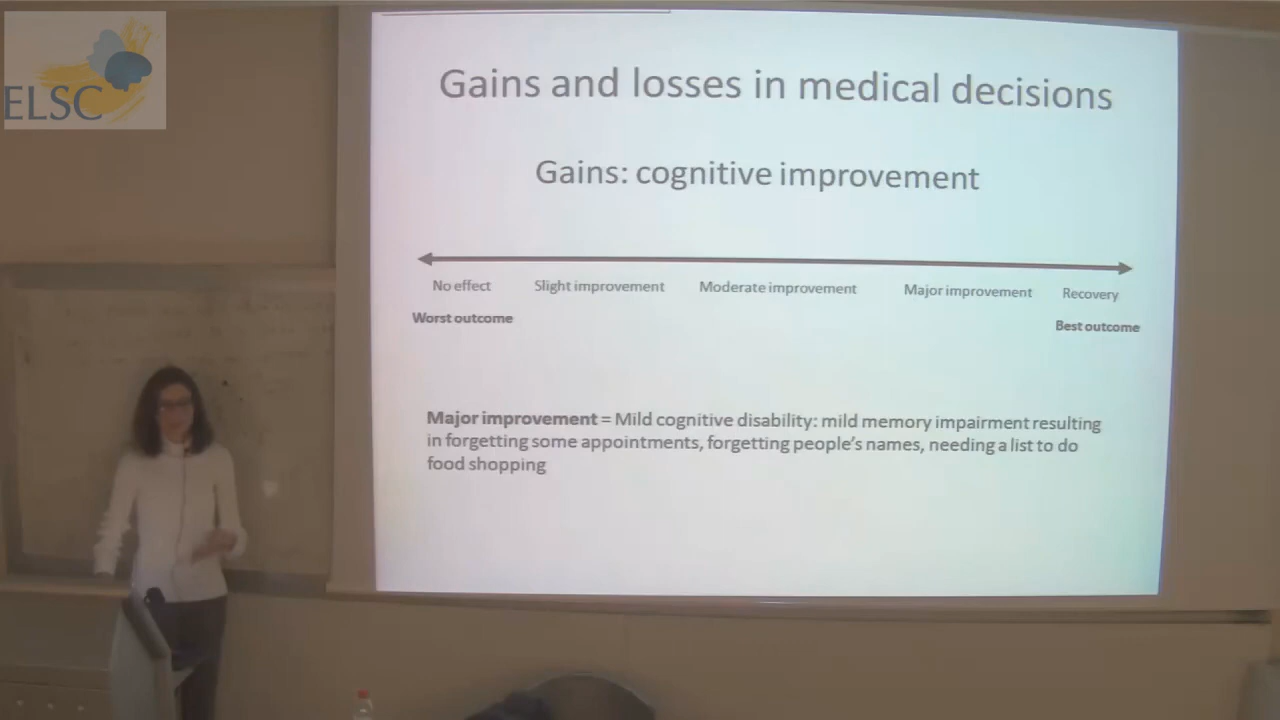 ELSC
Gains and losses in medical decisions
Gains: cognitive improvement
No effect Slight improvement Moderate improvement Major improvement Recovery
Worst outcome Best outcome
Major improvement = Mild cognitive disability: mild memory impairment resulting
in forgetting some appointments, forgetting people's names, needing a list to do
food shopping